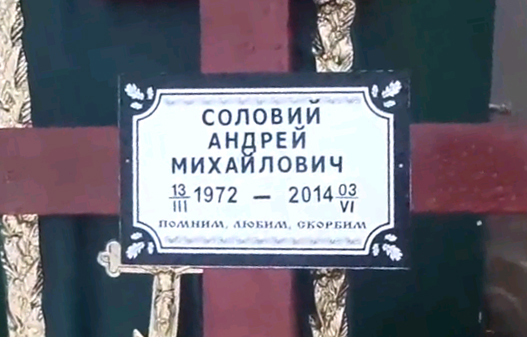 СОЛОВИЙ
АНДРЕЙ
МИХАЙЛОВИЧ
13/III 1972 — 2014 03/VI
ПОМНИМ, ЛЮБИМ, СКОРБИМ